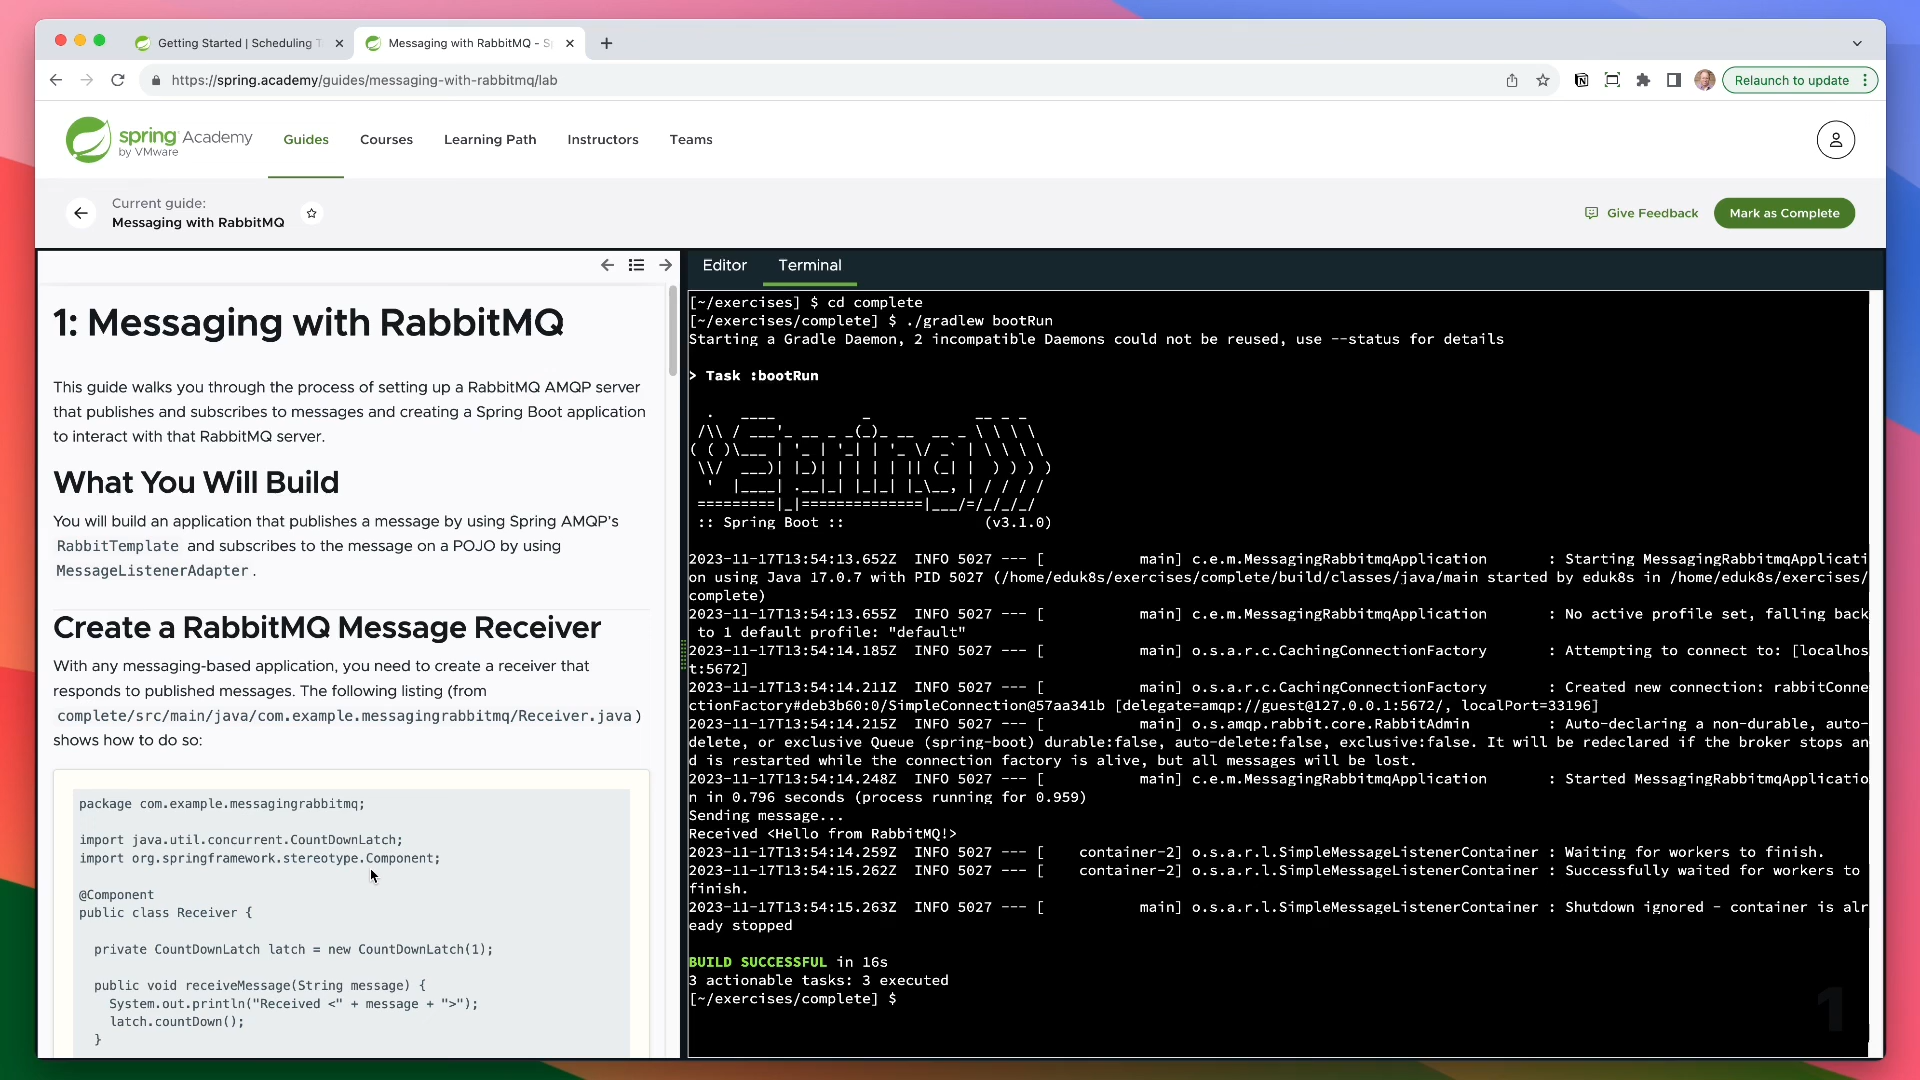 Getting Started | Scheduling T
Messaging with RabbitMQ - S
https://spring.academy/guides/messaging-with-rabbitmq/lab
Relaunch to update
spring Academy
by VMware
Guides
Courses
Learning Path
Instructors
Teams
Current guide:
Messaging with RabbitMQ
Give Feedback
Mark as Complete
1: Messaging with RabbitMQ
This guide walks you through the process of setting up a RabbitMQ AMQP server
that publishes and subscribes to messages and creating a Spring Boot application
to interact with that RabbitMQ server.
What You Will Build
You will build an application that publishes a message by using Spring AMQP's
RabbitTemplate and subscribes to the message on a POJO by using
MessageListenerAdapter.
Create a RabbitMQ Message Receiver
With any messaging-based application, you need to create a receiver that
responds to published messages. The following listing (from
complete/src/main/java/com.example.messagingrabbitmq/Receiver.java)
shows how to do so:
package com.example.messagingrabbitmq;
import java.util.concurrent.CountDownLatch;
import org.springframework.stereotype.Component;
@Component
public class Receiver {
private CountDownLatch latch = new CountDownLatch(1);
public void receiveMessage(String message) {
System.out.println("Received <" + message + ">");
latch.countDown();
}
Editor
Terminal
[~/exercises] $ cd complete
[~/exercises/complete] $ ./gradlew bootRun
Starting a Gradle Daemon, 2 incompatible Daemons could not be reused, use --status for details
> Task :bootRun
  .   ____          _            __ _ _
 /\\ / ___'_ __ _ _(_)_ __  __ _ \ \ \ \
( ( )\___ | '_ | '_| | '_ \/ _` | \ \ \ \
 \\/  ___)| |_)| | | | | || (_| |  ) ) ) )
  '  |____| .__|_| |_|_| |_\__, | / / / /
 =========|_|==============|___/=/_/_/_/
 :: Spring Boot ::                (v3.1.0)
2023-11-17T13:54:13.652Z  INFO 5027 --- [           main] c.e.m.MessagingRabbitmqApplication       : Starting MessagingRabbitmqApplicati
on using Java 17.0.7 with PID 5027 (/home/eduk8s/exercises/complete/build/classes/java/main started by eduk8s in /home/eduk8s/exercises/
complete)
2023-11-17T13:54:13.655Z  INFO 5027 --- [           main] c.e.m.MessagingRabbitmqApplication       : No active profile set, falling back
 to 1 default profile: "default"
2023-11-17T13:54:14.185Z  INFO 5027 --- [           main] o.s.a.r.c.CachingConnectionFactory       : Attempting to connect to: [localhos
t:5672]
2023-11-17T13:54:14.211Z  INFO 5027 --- [           main] o.s.a.r.c.CachingConnectionFactory       : Created new connection: rabbitConne
ctionFactory#deb3b60:0/SimpleConnection@57aa341b [delegate=amqp://guest@127.0.0.1:5672/, localPort=33196]
2023-11-17T13:54:14.215Z  INFO 5027 --- [           main] o.s.amqp.rabbit.core.RabbitAdmin         : Auto-declaring a non-durable, auto-
delete, or exclusive Queue (spring-boot) durable:false, auto-delete:false, exclusive:false. It will be redeclared if the broker stops an
d is restarted while the connection factory is alive, but all messages will be lost.
2023-11-17T13:54:14.248Z  INFO 5027 --- [           main] c.e.m.MessagingRabbitmqApplication       : Started MessagingRabbitmqApplicatio
n in 0.796 seconds (process running for 0.959)
Sending message...
Received <Hello from RabbitMQ!>
2023-11-17T13:54:14.259Z  INFO 5027 --- [    container-2] o.s.a.r.l.SimpleMessageListenerContainer : Waiting for workers to finish.
2023-11-17T13:54:15.262Z  INFO 5027 --- [    container-2] o.s.a.r.l.SimpleMessageListenerContainer : Successfully waited for workers to
finish.
2023-11-17T13:54:15.263Z  INFO 5027 --- [           main] o.s.a.r.l.SimpleMessageListenerContainer : Shutdown ignored - container is alr
eady stopped
BUILD SUCCESSFUL in 16s
3 actionable tasks: 3 executed
[~/exercises/complete] $
1